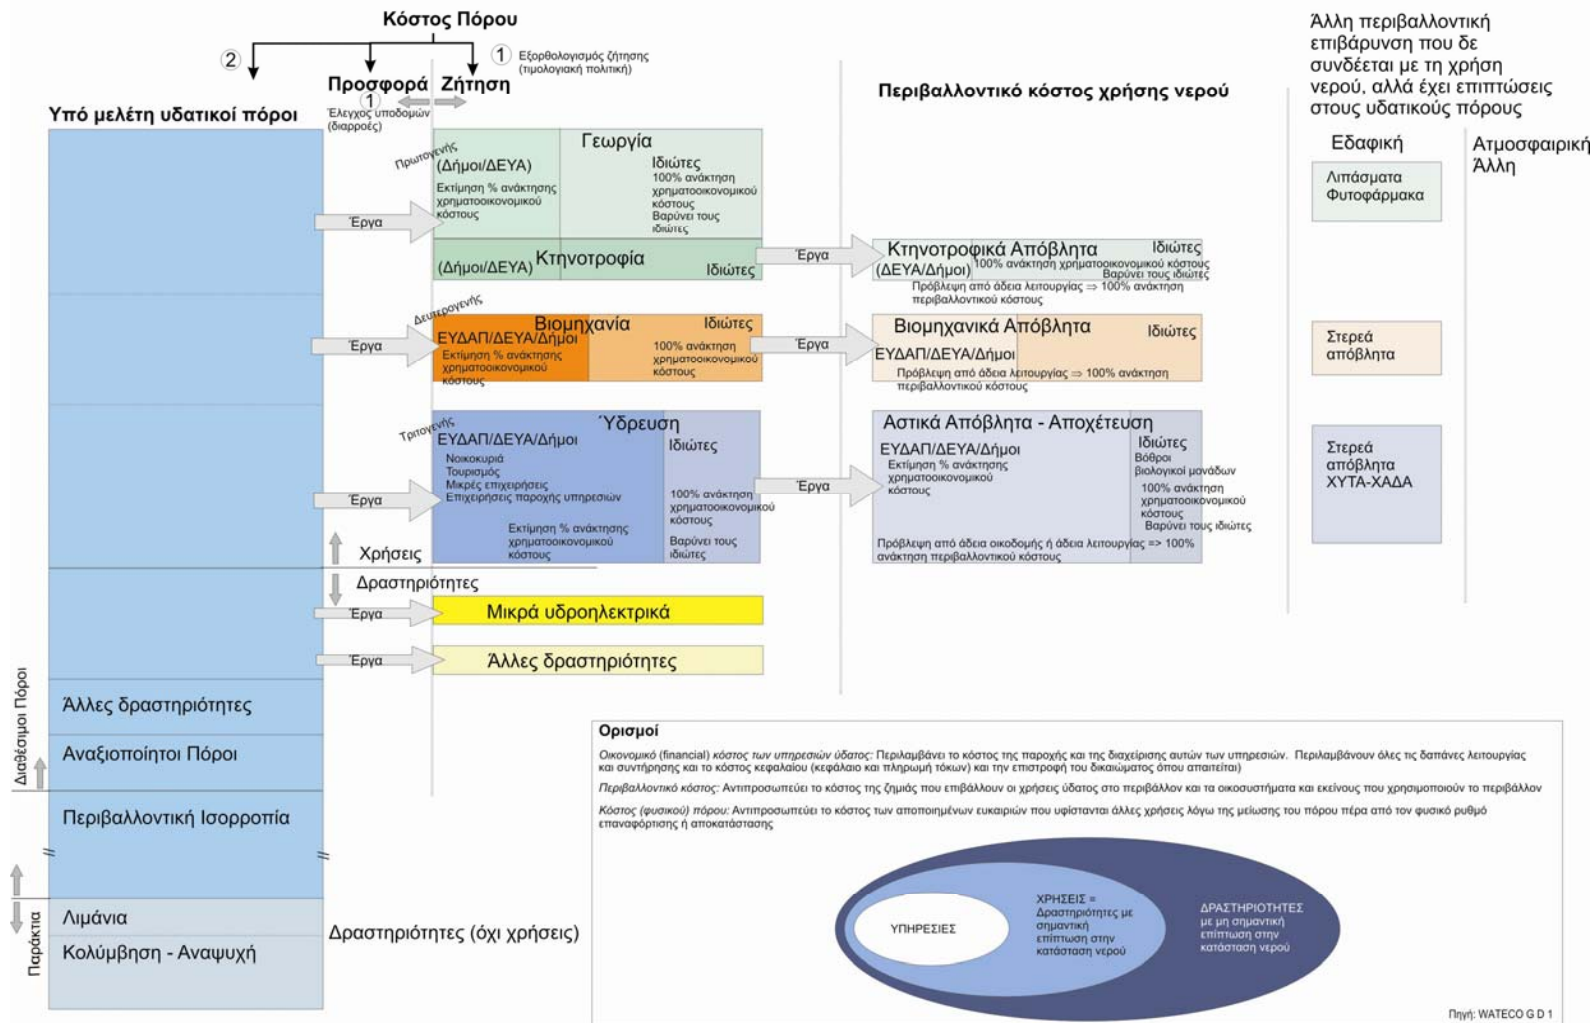 Κόστος Πόρου
②
① Εξορθολογισμός ζήτησης
(τιμολογιακή πολιτική)
Προσφορά
Ζήτηση
①
Έλεγχος υποδομών
(διαρροές)
Υπό μελέτη υδατικοί πόροι
Περιβαλλοντικό κόστος χρήσης νερού
Άλλη περιβαλλοντική
επιβάρυνση που δε
συνδέεται με τη χρήση
νερού, αλλά έχει επιπτώσεις
στους υδατικούς πόρους
Εδαφική
Ατμοσφαιρική
Άλλη
Πρωτογενής
Γεωργία
(Δήμοι/ΔΕΥΑ)
Εκτίμηση % ανάκτησης
χρηματοοικονομικού
κόστους
Ιδιώτες
100% ανάκτηση
χρηματοοικονομικού
κόστους
Βαρύνει τους
ιδιώτες
Έργα
Κτηνοτροφία
(Δήμοι/ΔΕΥΑ)
Ιδιώτες
Έργα
Κτηνοτροφικά Απόβλητα
Ιδιώτες
(ΔΕΥΑ/Δήμοι)
100% ανάκτηση χρηματοοικονομικού κόστους
Βαρύνει τους ιδιώτες
Πρόβλεψη από άδεια λειτουργίας ⇒ 100% ανάκτηση
περιβαλλοντικού κόστους
Λιπάσματα
Φυτοφάρμακα
Δευτερογενής
Βιομηχανία
Ιδιώτες
ΕΥΔΑΠ/ΔΕΥΑ/Δήμοι
Εκτίμηση % ανάκτησης
χρηματοοικονομικού
κόστους
100% ανάκτηση
χρηματοοικονομικού
κόστους
Έργα
Έργα
Βιομηχανικά Απόβλητα
Ιδιώτες
ΕΥΔΑΠ/ΔΕΥΑ/Δήμοι
Πρόβλεψη από άδεια λειτουργίας ⇒ 100% ανάκτηση
περιβαλλοντικού κόστους
Στερεά
απόβλητα
Τριτογενής
Ύδρευση
ΕΥΔΑΠ/ΔΕΥΑ/Δήμοι
Νοικοκυριά
Τουρισμός
Μικρές επιχειρήσεις
Επιχειρήσεις παροχής υπηρεσιών
Εκτίμηση % ανάκτησης
χρηματοοικονομικού
κόστους
Ιδιώτες
100% ανάκτηση
χρηματοοικονομικού
κόστους
Βαρύνει τους
ιδιώτες
Έργα
Έργα
Αστικά Απόβλητα - Αποχέτευση
ΕΥΔΑΠ/ΔΕΥΑ/Δήμοι
Εκτίμηση % ανάκτησης
χρηματοοικονομικού
κόστους
Ιδιώτες
Βόθροι
βιολογικοί μονάδων
100% ανάκτηση
χρηματοοικονομικού
κόστους
Βαρύνει τους ιδιώτες
Πρόβλεψη από άδεια οικοδομής ή άδεια λειτουργίας => 100%
ανάκτηση περιβαλλοντικού κόστους
Στερεά
απόβλητα
ΧΥΤΑ-ΧΑΔΑ
Χρήσεις
Δραστηριότητες
Έργα
Μικρά υδροηλεκτρικά
Έργα
Άλλες δραστηριότητες
Διαθέσιμοι Πόροι
Άλλες δραστηριότητες
Αναξιοποίητοι Πόροι
Περιβαλλοντική Ισορροπία
Παράκτια
Λιμάνια
Κολύμβηση - Αναψυχή
Δραστηριότητες (όχι χρήσεις)
Ορισμοί
Οικονομικό (financial) κόστος των υπηρεσιών ύδατος: Περιλαμβάνει το κόστος της παροχής και της διαχείρισης αυτών των υπηρεσιών. Περιλαμβάνουν όλες τις δαπάνες λειτουργίας
και συντήρησης και το κόστος κεφαλαίου (κεφάλαιο και πληρωμή τόκων) και την επιστροφή του δικαιώματος όπου απαιτείται)
Περιβαλλοντικό κόστος: Αντιπροσωπεύει το κόστος της ζημιάς που επιβάλλουν οι χρήσεις ύδατος στο περιβάλλον και τα οικοσυστήματα και εκείνους που χρησιμοποιούν το περιβάλλον
Κόστος (φυσικού) πόρου: Αντιπροσωπεύει το κόστος των αποποιημένων ευκαιριών που υφίστανται άλλες χρήσεις λόγω της μείωσης του πόρου πέρα από τον φυσικό ρυθμό
επαναφόρτισης ή αποκατάστασης
ΥΠΗΡΕΣΙΕΣ
ΧΡΗΣΕΙΣ =
Δραστηριότητες με
σημαντική
επίπτωση στην
κατάσταση νερού
ΔΡΑΣΤΗΡΙΟΤΗΤΕΣ
με μη σημαντική
επίπτωση στην
κατάσταση νερού
Πηγή: WATECO G D 1